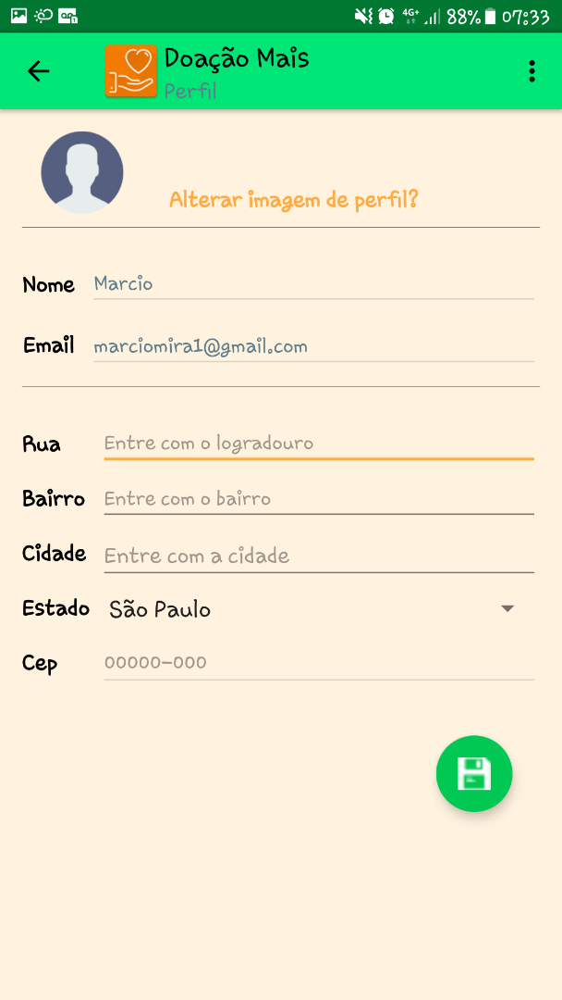 4G+ 88% 07:33
Doação Mais
Perfil
Alterar imagem de perfil?
Nome Marcio
Email marciomira1@gmail.com
Rua Entre com o logradouro
Bairro Entre com o bairro
Cidade Entre com a cidade
Estado São Paulo
Cep 00000-000